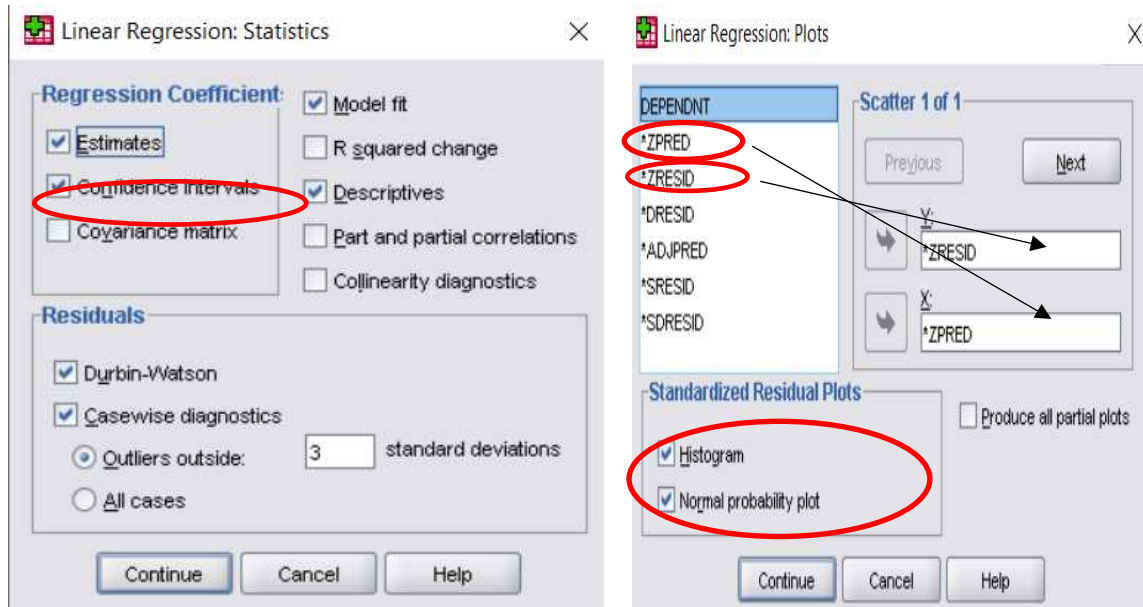 Linear Regression: Statistics
Regression Coefficient:
Estimates
Confidence intervals
Covariance matrix
Model fit
R squared change
Descriptives
Part and partial correlations
Collinearity diagnostics
Residuals
Durbin-Watson
Casewise diagnostics
Outliers outside: 3 standard deviations
All cases
Continue Cancel Help
Linear Regression: Plots
DEPENDNT
*ZPRED
*ZRESID
*DRESID
*ADJPRED
*SRESID
*SDRESID
Scatter 1 of 1
Previous Next
Y:
*ZRESID
X:
*ZPRED
Standardized Residual Plots
Histogram
Normal probability plot
Produce all partial plots
Continue Cancel Help